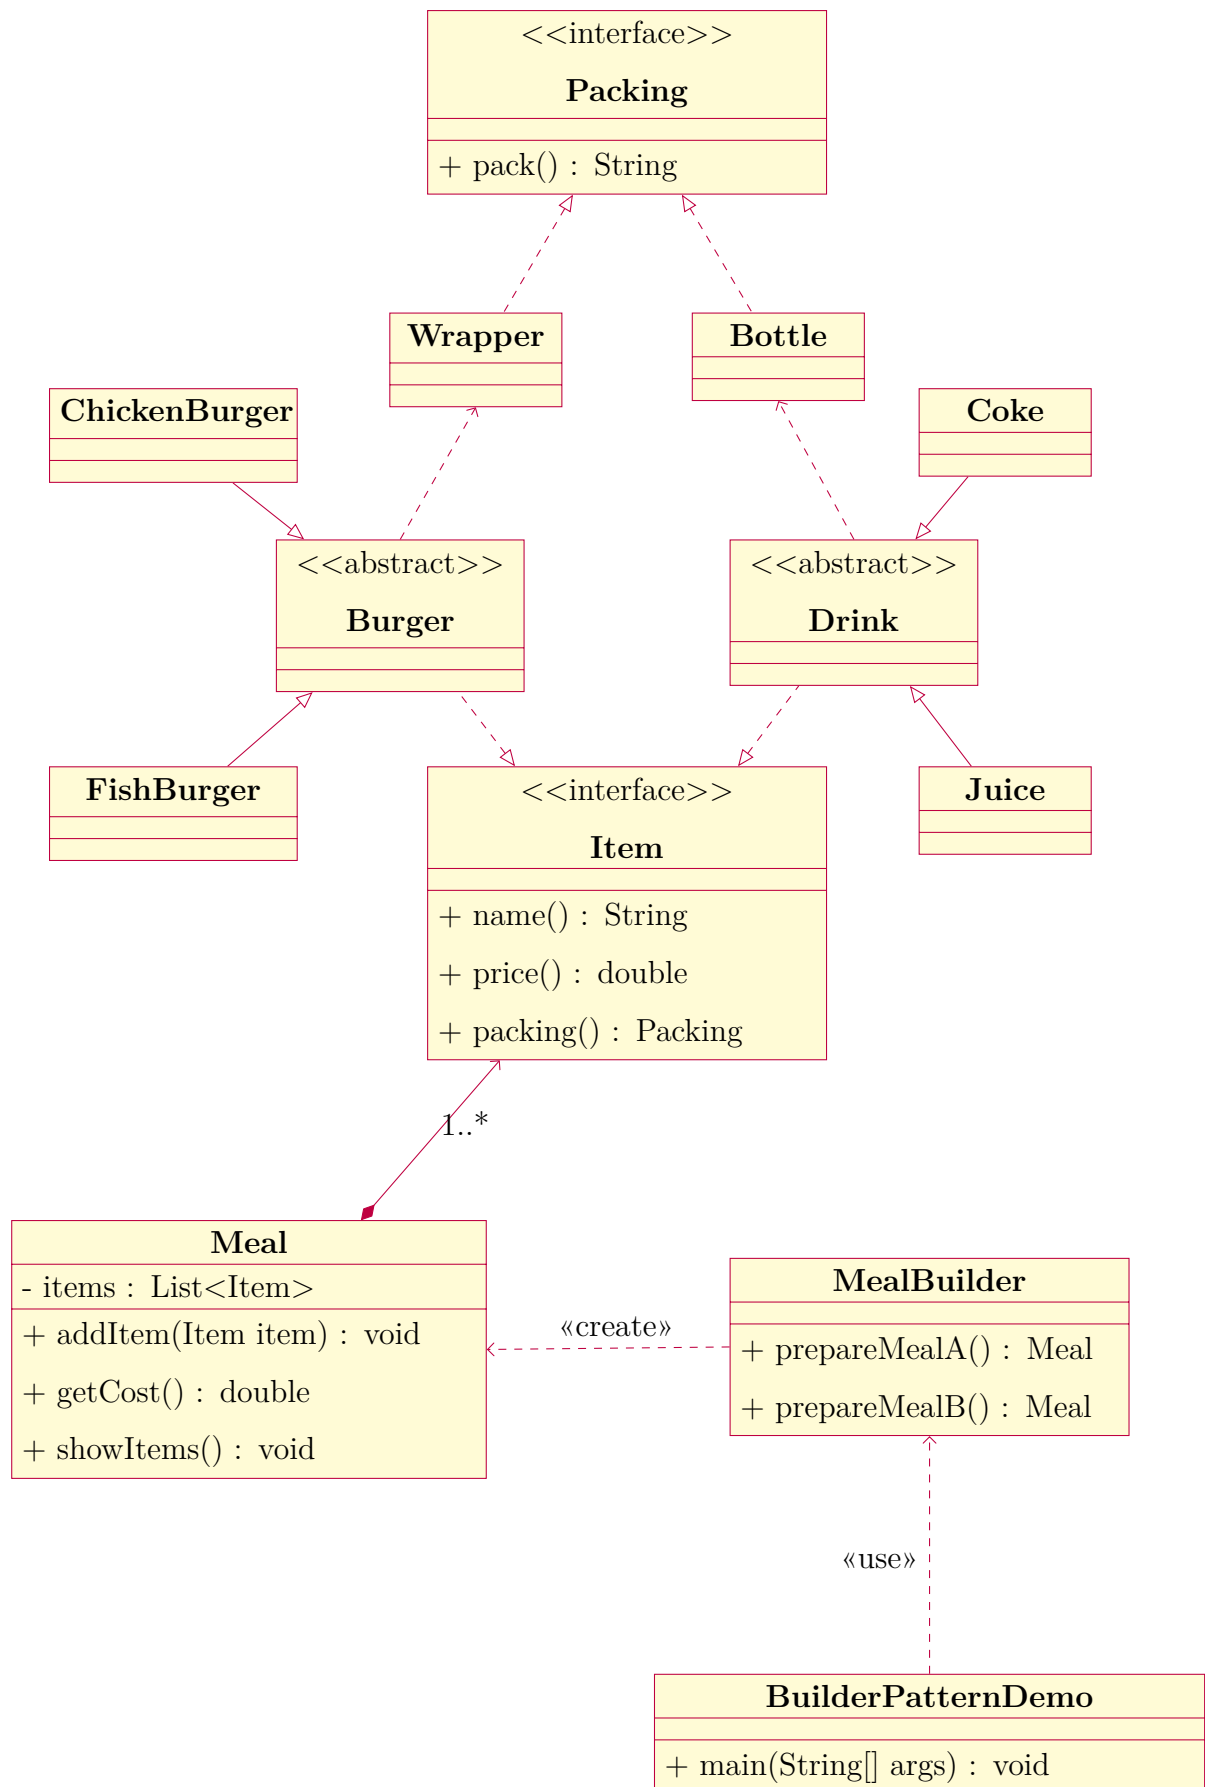 <<interface>>
Packing
+ pack() : String
Wrapper
Bottle
ChickenBurger
Coke
<<abstract>>
Burger
<<abstract>>
Drink
FishBurger
<<interface>>
Item
+ name() : String
+ price() : double
+ packing() : Packing
Juice
1..*
Meal
- items : List<Item>
+ addItem(Item item) : void
+ getCost() : double
+ showItems() : void
«create»
MealBuilder
+ prepareMealA() : Meal
+ prepareMealB() : Meal
«use»
BuilderPatternDemo
+ main(String[] args) : void